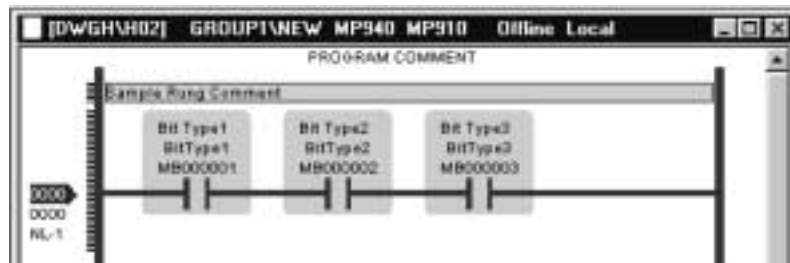 [DWGH\H02] GROUP1\NEW MP940 MP910 Offline Local
PROGRAM COMMENT
Sample Rung Comment
Bit Type1 Bit Type2 Bit Type3
BitType1 BitType2 BitType3
MB000001 MB000002 MB000003
0000
0000
NL-1